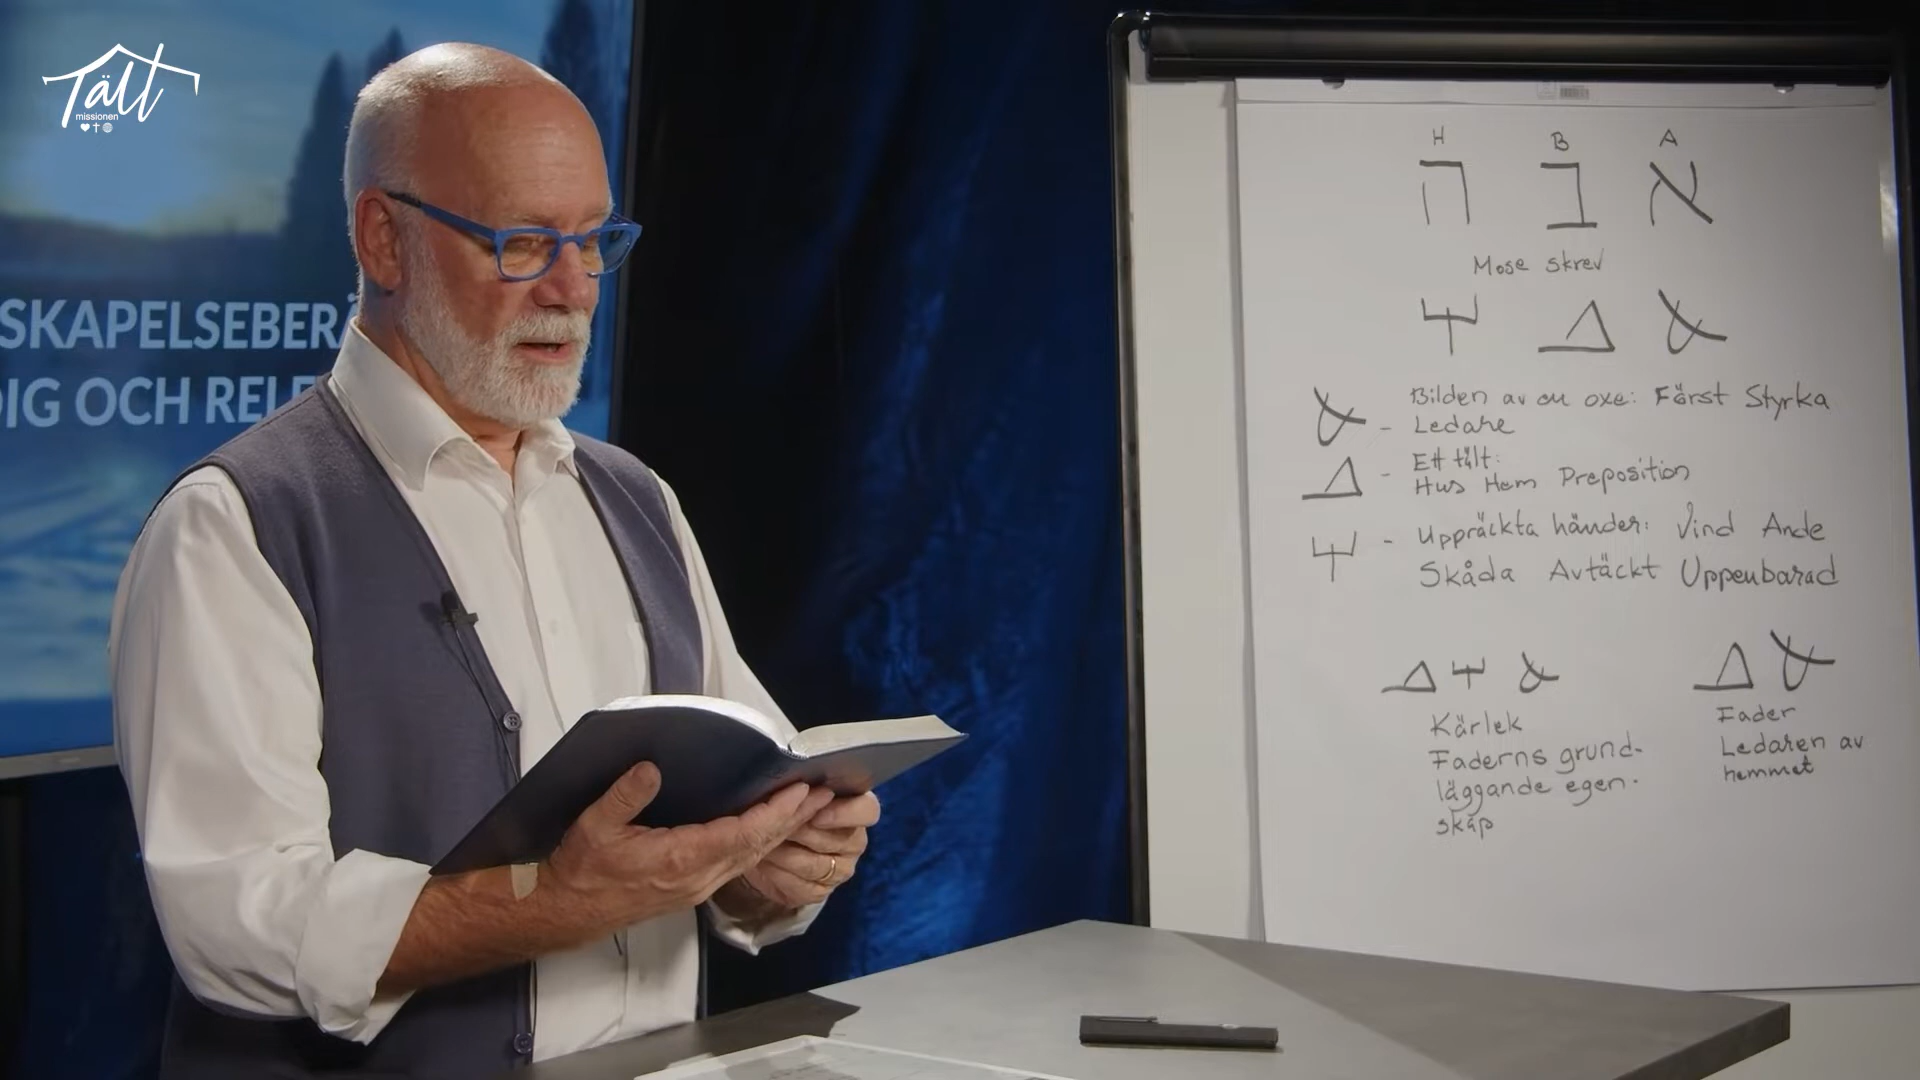 Tält
missionen
SKAPELSEBERÄ
DIG OCH RELE
H B A
ה ב א
Mose skrev
Bilden av en oxe: Först Styrka
- Ledare
- Ett tält:
Hus Hem Preposition
- Uppräckta händer: Vind Ande
Skåda Avtäckt Uppenbarad
Kärlek
Faderns grund-
läggande egen-
skap
Fader
Ledaren av
hemmet